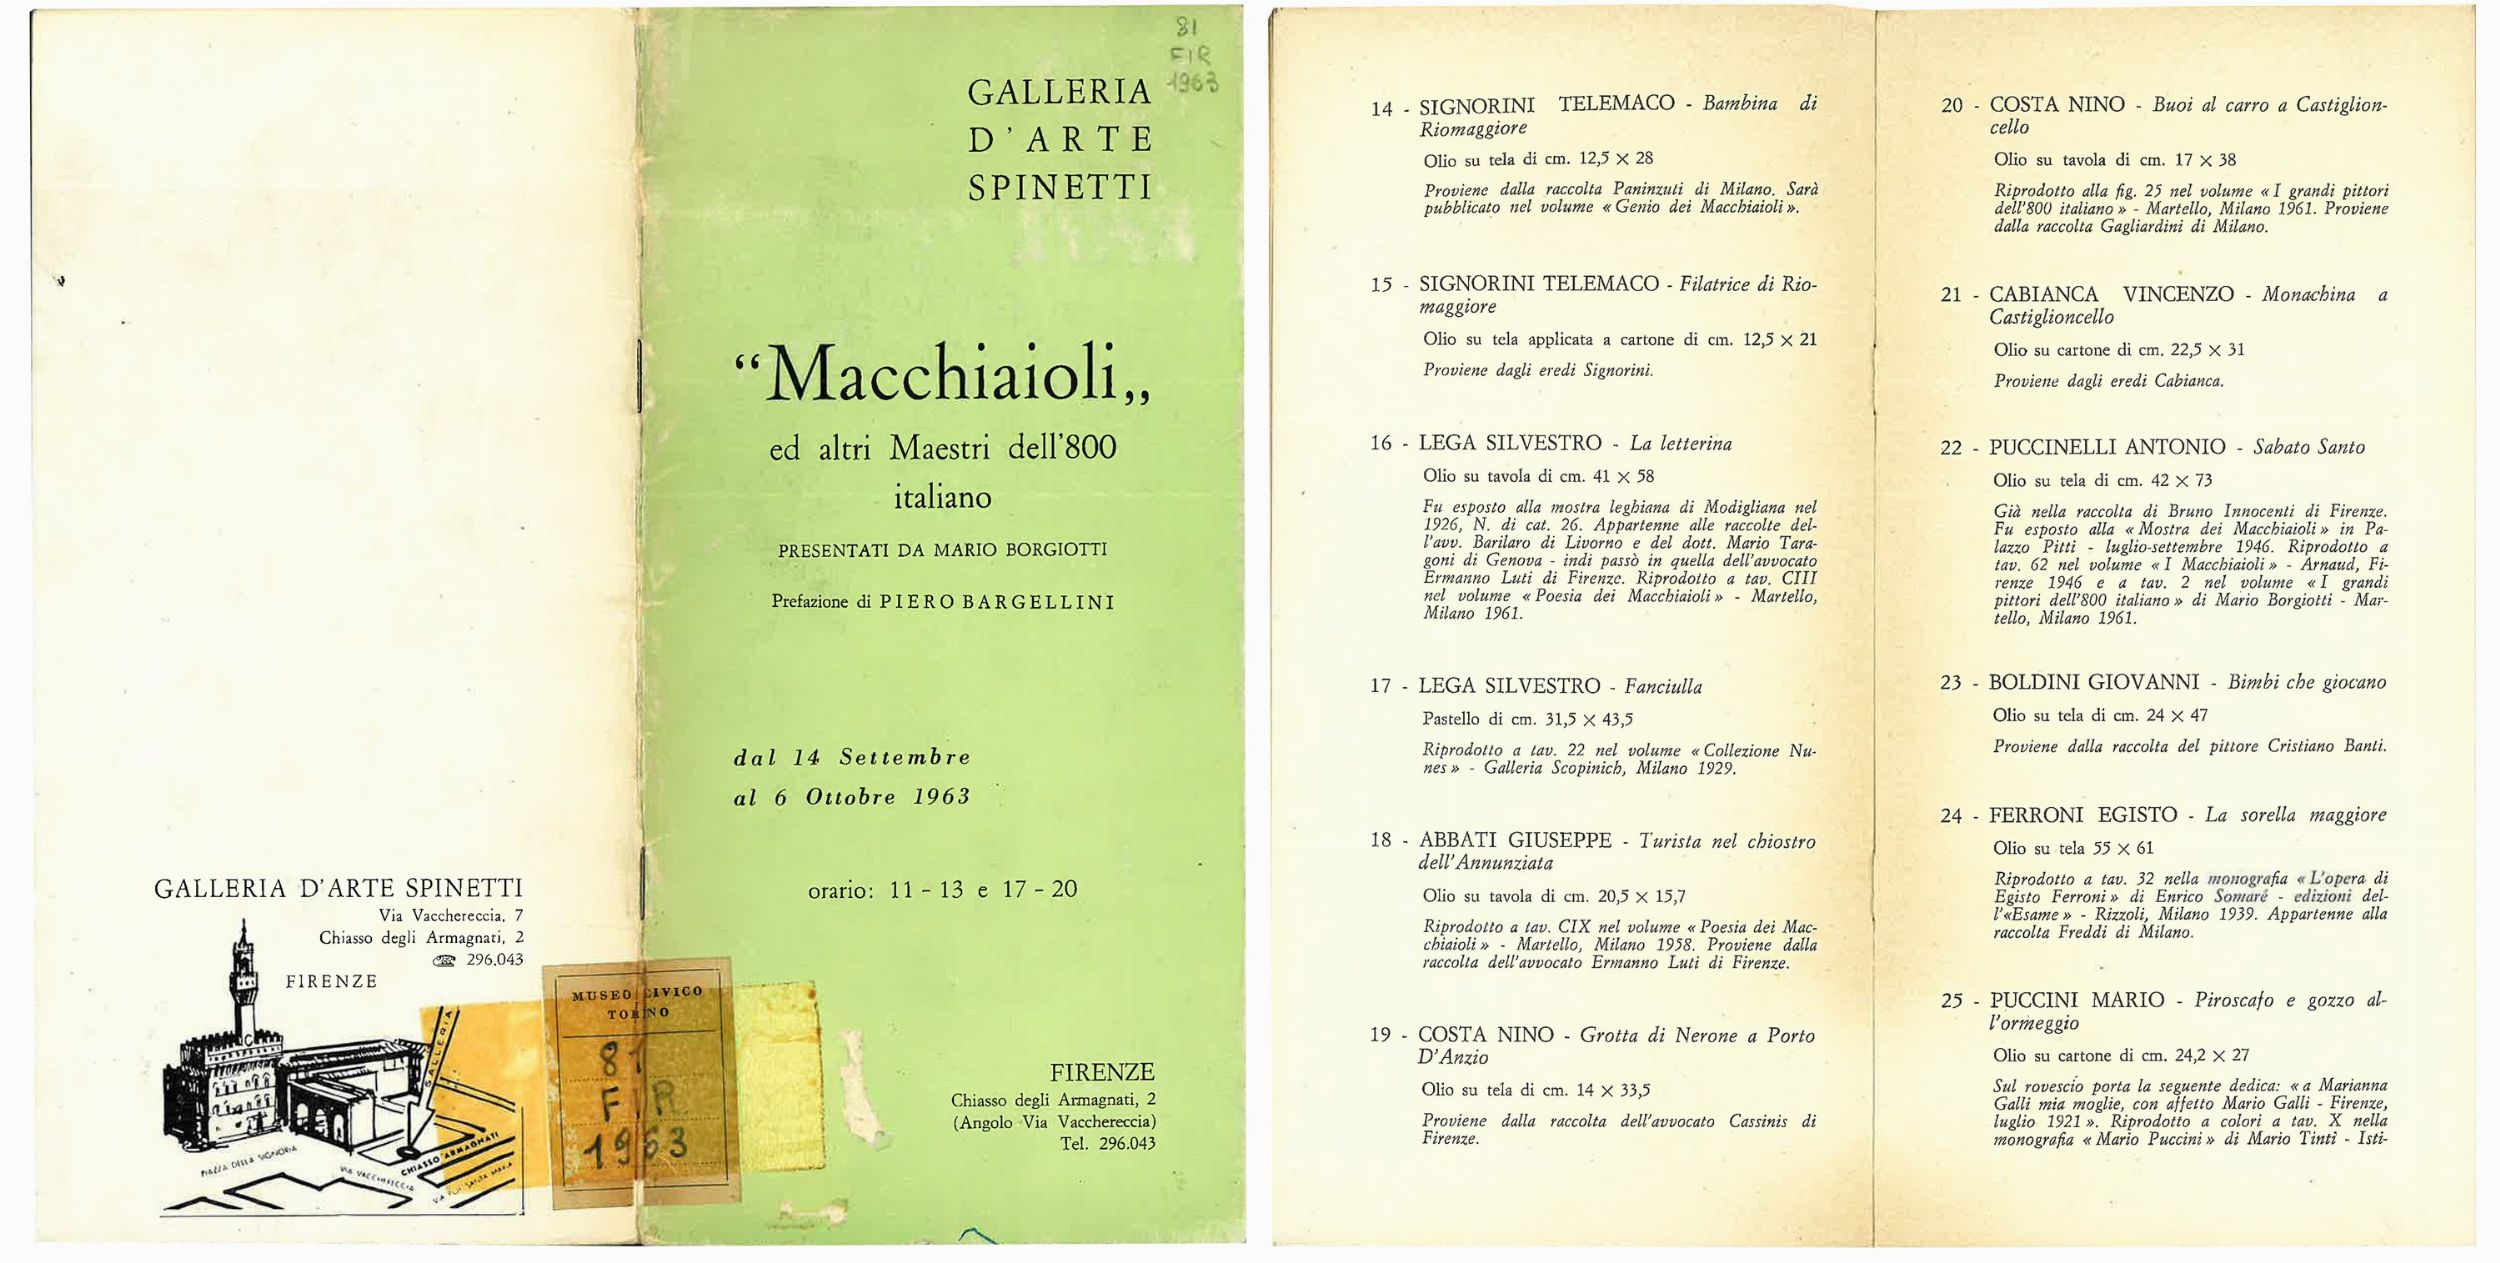 GALLERIA D'ARTE SPINETTI
Via Vacchereccia, 7
Chiasso degli Armagnati, 2
☎ 296.043
FIRENZE
GALLERIA
PIAZZA DELLA SIGNORIA
VIA VACCHERECCIA
CHIASSO ARMAGNATI
VIA POR SANTA MARIA
MUSEO CIVICO
TORINO
81
FIR
1963
81
FIR
1963
GALLERIA
D'ARTE
SPINETTI
“Macchiaioli„
ed altri Maestri dell'800
italiano
PRESENTATI DA MARIO BORGIOTTI
Prefazione di PIERO BARGELLINI
dal 14 Settembre
al 6 Ottobre 1963
orario: 11 - 13 e 17 - 20
FIRENZE
Chiasso degli Armagnati, 2
(Angolo Via Vacchereccia)
Tel. 296.043
14 - SIGNORINI TELEMACO - Bambina di
Riomaggiore
Olio su tela di cm. 12,5 × 28
Proviene dalla raccolta Paninzuti di Milano. Sarà
pubblicato nel volume « Genio dei Macchiaioli ».
15 - SIGNORINI TELEMACO - Filatrice di Rio-
maggiore
Olio su tela applicata a cartone di cm. 12,5 × 21
Proviene dagli eredi Signorini.
16 - LEGA SILVESTRO - La letterina
Olio su tavola di cm. 41 × 58
Fu esposto alla mostra leghiana di Modigliana nel
1926, N. di cat. 26. Appartenne alle raccolte del-
l'avv. Barilaro di Livorno e del dott. Mario Tara-
goni di Genova - indi passò in quella dell'avvocato
Ermanno Luti di Firenze. Riprodotto a tav. CIII
nel volume « Poesia dei Macchiaioli » - Martello,
Milano 1961.
17 - LEGA SILVESTRO - Fanciulla
Pastello di cm. 31,5 × 43,5
Riprodotto a tav. 22 nel volume « Collezione Nu-
nes » - Galleria Scopinich, Milano 1929.
18 - ABBATI GIUSEPPE - Turista nel chiostro
dell'Annunziata
Olio su tavola di cm. 20,5 × 15,7
Riprodotto a tav. CIX nel volume « Poesia dei Mac-
chiaioli » - Martello, Milano 1958. Proviene dalla
raccolta dell'avvocato Ermanno Luti di Firenze.
19 - COSTA NINO - Grotta di Nerone a Porto
D'Anzio
Olio su tela di cm. 14 × 33,5
Proviene dalla raccolta dell'avvocato Cassinis di
Firenze.
20 - COSTA NINO - Buoi al carro a Castiglion-
cello
Olio su tavola di cm. 17 × 38
Riprodotto alla fig. 25 nel volume « I grandi pittori
dell'800 italiano » - Martello, Milano 1961. Proviene
dalla raccolta Gagliardini di Milano.
21 - CABIANCA VINCENZO - Monachina a
Castiglioncello
Olio su cartone di cm. 22,5 × 31
Proviene dagli eredi Cabianca.
22 - PUCCINELLI ANTONIO - Sabato Santo
Olio su tela di cm. 42 × 73
Già nella raccolta di Bruno Innocenti di Firenze.
Fu esposto alla « Mostra dei Macchiaioli » in Pa-
lazzo Pitti - luglio-settembre 1946. Riprodotto a
tav. 62 nel volume « I Macchiaioli » - Arnaud, Fi-
renze 1946 e a tav. 2 nel volume « I grandi
pittori dell'800 italiano » di Mario Borgiotti - Mar-
tello, Milano 1961.
23 - BOLDINI GIOVANNI - Bimbi che giocano
Olio su tela di cm. 24 × 47
Proviene dalla raccolta del pittore Cristiano Banti.
24 - FERRONI EGISTO - La sorella maggiore
Olio su tela 55 × 61
Riprodotto a tav. 32 nella monografia « L'opera di
Egisto Ferroni » di Enrico Somaré - edizioni del-
l'«Esame » - Rizzoli, Milano 1939. Appartenne alla
raccolta Freddi di Milano.
25 - PUCCINI MARIO - Piroscafo e gozzo al-
l'ormeggio
Olio su cartone di cm. 24,2 × 27
Sul rovescio porta la seguente dedica: « a Marianna
Galli mia moglie, con affetto Mario Galli - Firenze,
luglio 1921 ». Riprodotto a colori a tav. X nella
monografia « Mario Puccini » di Mario Tinti - Isti-